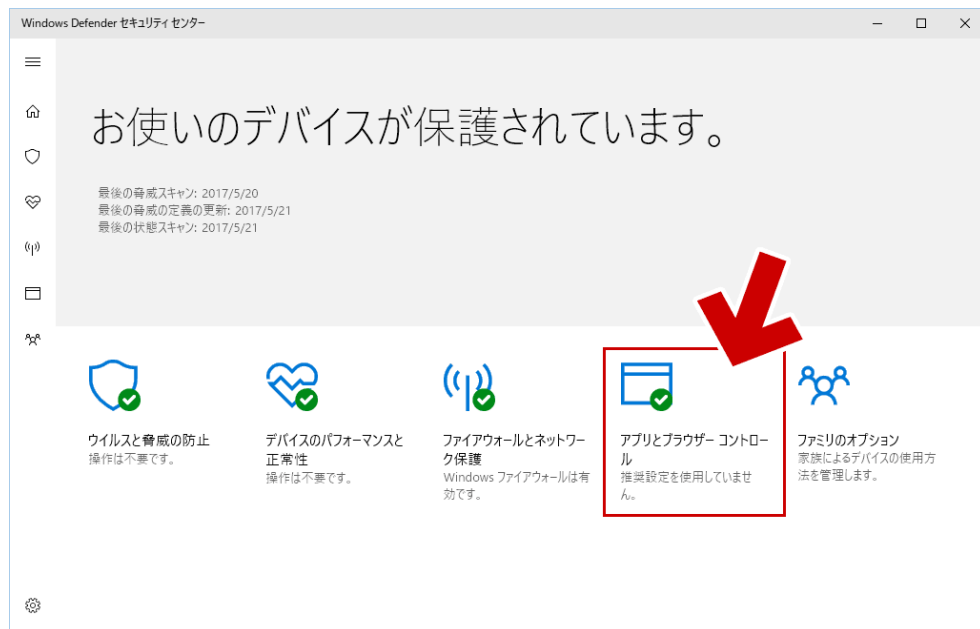 Windows Defender セキュリティ センター
お使いのデバイスが保護されています。
最後の脅威スキャン: 2017/5/20
最後の脅威の定義の更新: 2017/5/21
最後の状態スキャン: 2017/5/21
ウイルスと脅威の防止
操作は不要です。
デバイスのパフォーマンスと
正常性
操作は不要です。
ファイアウォールとネットワー
ク保護
Windows ファイアウォールは有
効です。
アプリとブラウザー コントロー
ル
推奨設定を使用していませ
ん。
ファミリのオプション
家族によるデバイスの使用方
法を管理します。